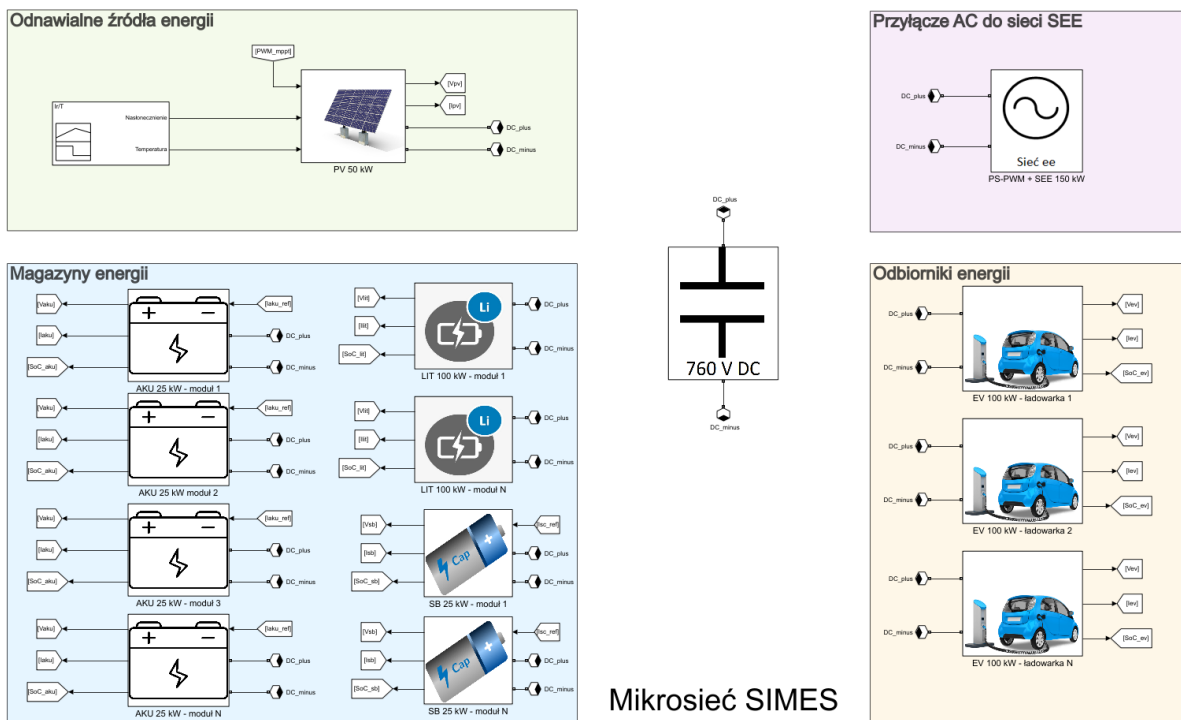 Odnawialne źródła energii
[PWM_mppt]
Ir/T
Nasłonecznienie
Temperatura
[Vpv]
[Ipv]
DC_plus
DC_minus
PV 50 kW
Przyłącze AC do sieci SEE
DC_plus
DC_minus
Sieć ee
PS-PWM + SEE 150 kW
DC_plus
760 V DC
DC_minus
Magazyny energii
[Vaku]
[Iaku]
[SoC_aku]
[Iaku_ref]
DC_plus
DC_minus
AKU 25 kW - moduł 1
[Vaku]
[Iaku]
[SoC_aku]
[Iaku_ref]
DC_plus
DC_minus
AKU 25 kW moduł 2
[Vaku]
[Iaku]
[SoC_aku]
[Iaku_ref]
DC_plus
DC_minus
AKU 25 kW - moduł 3
[Vaku]
[Iaku]
[SoC_aku]
[Iaku_ref]
DC_plus
DC_minus
AKU 25 kW - moduł N
[Vlit]
[Ilit]
[SoC_lit]
Li
DC_plus
DC_minus
LIT 100 kW - moduł 1
[Vlit]
[Ilit]
[SoC_lit]
Li
DC_plus
DC_minus
LIT 100 kW - moduł N
[Vsb]
[Isb]
[SoC_sb]
Cap
[Isc_ref]
DC_plus
DC_minus
SB 25 kW - moduł 1
[Vsb]
[Isb]
[SoC_sb]
Cap
[Isc_ref]
DC_plus
DC_minus
SB 25 kW - moduł N
Odbiorniki energii
DC_plus
DC_minus
[Vev]
[Iev]
[SoC_ev]
EV 100 kW - ładowarka 1
DC_plus
DC_minus
[Vev]
[Iev]
[SoC_ev]
EV 100 kW - ładowarka 2
DC_plus
DC_minus
[Vev]
[Iev]
[SoC_ev]
EV 100 kW - ładowarka N
Mikrosieć SIMES